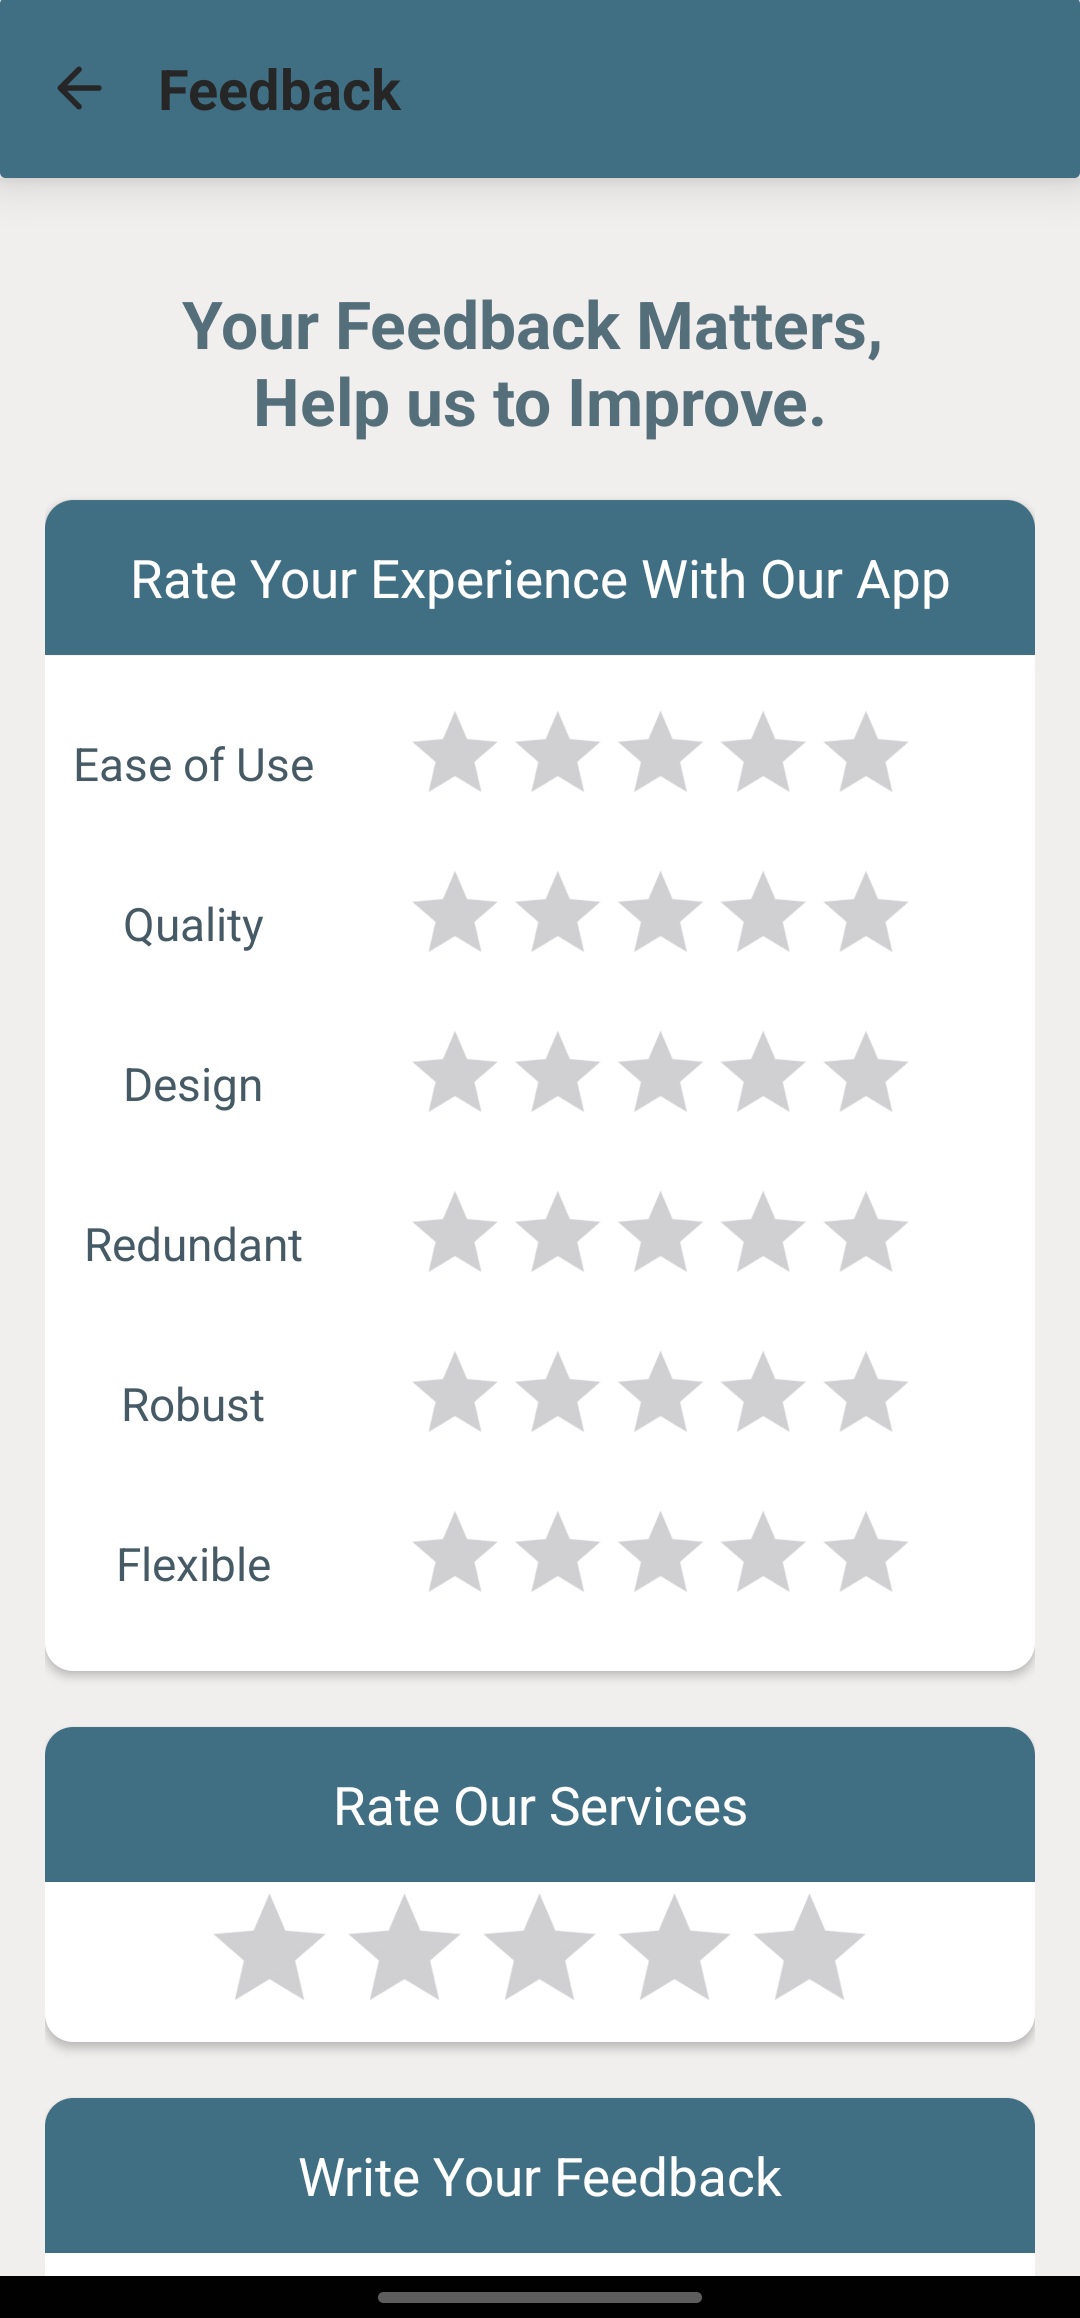 Feedback
Your Feedback Matters,
Help us to Improve.
Rate Your Experience With Our App
Ease of Use
Quality
Design
Redundant
Robust
Flexible
Rate Our Services
Write Your Feedback